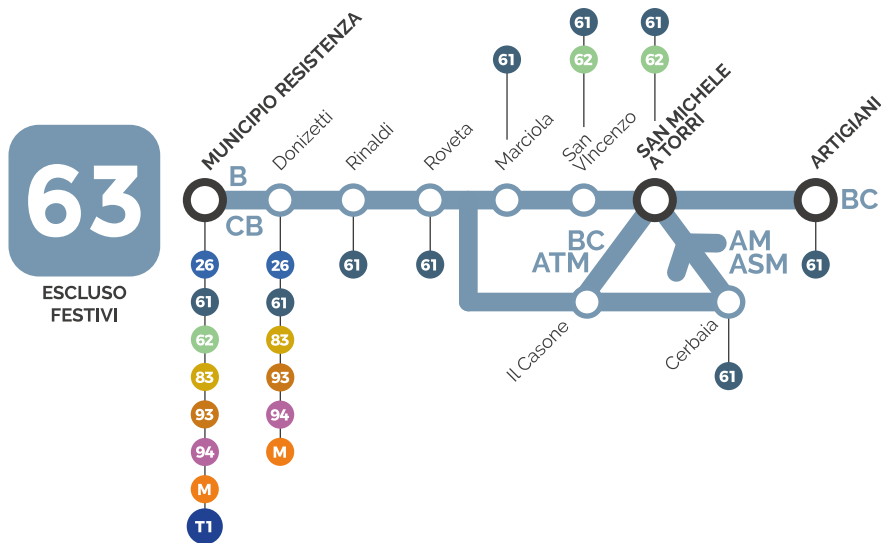 63
ESCLUSO
FESTIVI
MUNICIPIO RESISTENZA
Donizetti
Rinaldi
Roveta
Marciola
San
VIncenzo
SAN MICHELE
A TORRI
ARTIGIANI
61
61
62
61
62
B
CB
BC
BC
ATM
AM
ASM
Il Casone
Cerbaia
26
61
62
83
93
94
M
T1
26
61
83
93
94
M
61
61
61
61